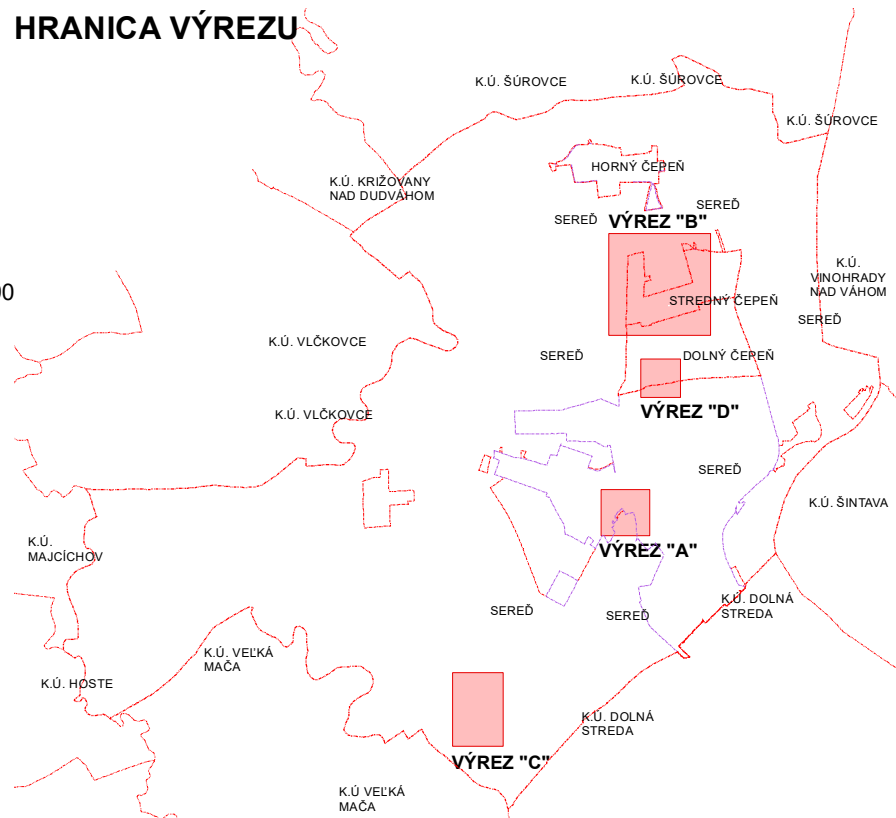 HRANICA VÝREZU
K.Ú. ŠÚROVCE
K.Ú. ŠÚROVCE
K.Ú. ŠÚROVCE
HORNÝ ČEPEŇ
K.Ú. KRIŽOVANY
NAD DUDVÁHOM
SEREĎ
SEREĎ
VÝREZ "B"
K.Ú.
VINOHRADY
NAD VÁHOM
00
STREDNÝ ČEPEŇ
SEREĎ
K.Ú. VLČKOVCE
SEREĎ
DOLNÝ ČEPEŇ
K.Ú. VLČKOVCE
VÝREZ "D"
SEREĎ
K.Ú. ŠINTAVA
K.Ú.
MAJCÍCHOV
VÝREZ "A"
K.Ú. DOLNÁ
STREDA
SEREĎ
SEREĎ
K.Ú. VEĽKÁ
MAČA
K.Ú. HOSTE
K.Ú. DOLNÁ
STREDA
VÝREZ "C"
K.Ú VEĽKÁ
MAČA